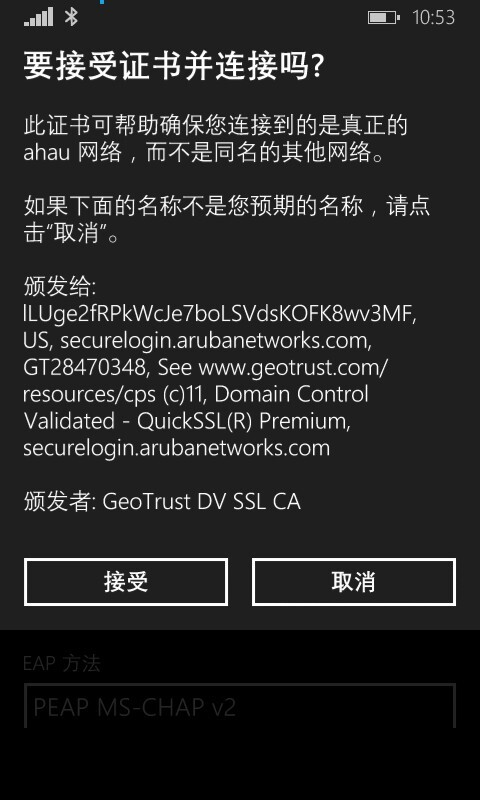 10:53
要接受证书并连接吗?
此证书可帮助确保您连接到的是真正的
ahau 网络，而不是同名的其他网络。
如果下面的名称不是您预期的名称，请点
击“取消”。
颁发给:
lLUge2fRPkWcJe7boLSVdsKOFK8wv3MF,
US, securelogin.arubanetworks.com,
GT28470348, See www.geotrust.com/
resources/cps (c)11, Domain Control
Validated - QuickSSL(R) Premium,
securelogin.arubanetworks.com
颁发者: GeoTrust DV SSL CA
接受 取消
EAP 方法
PEAP MS-CHAP v2